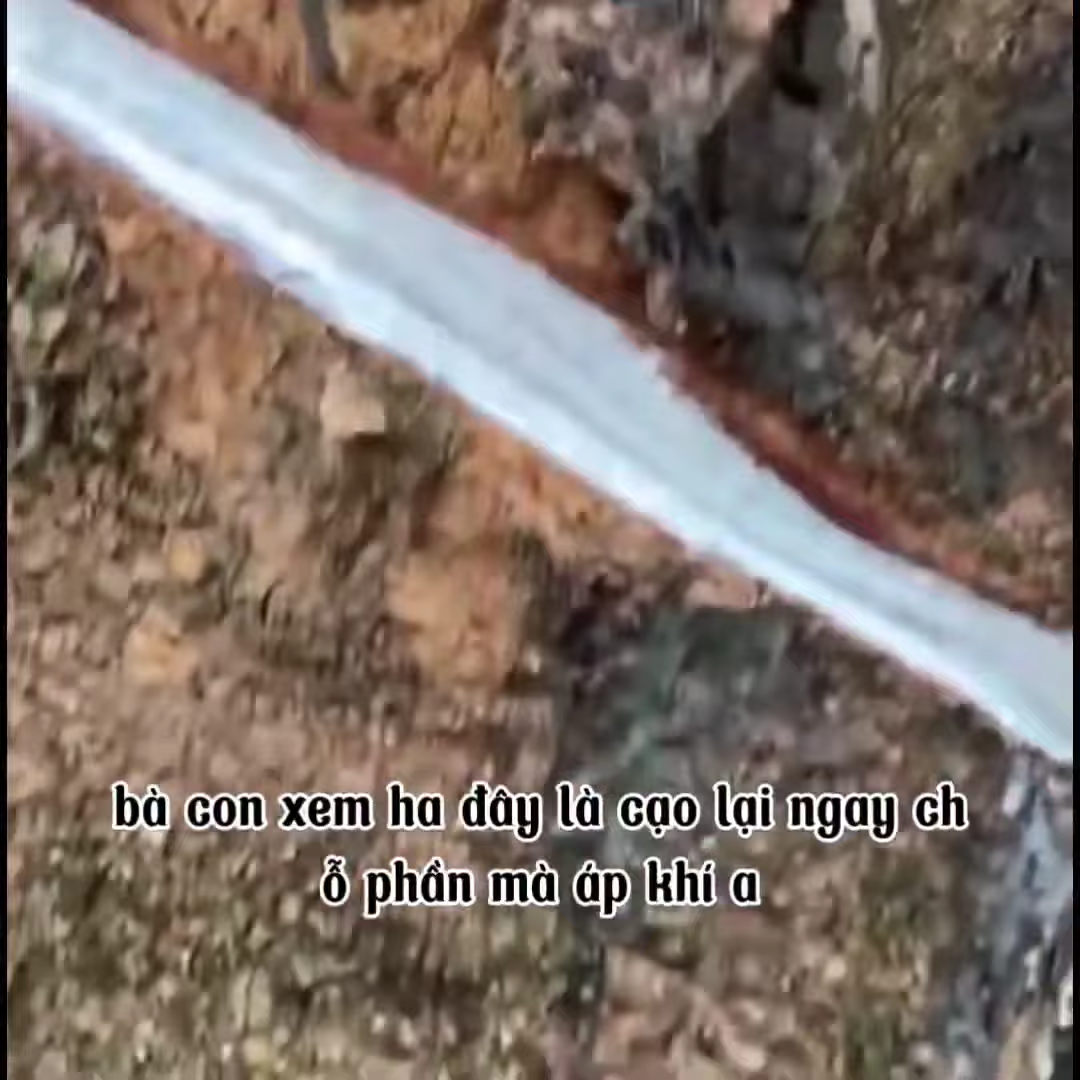 bà con xem ha đây là cạo lại ngay ch
ỗ phần mà áp khí a